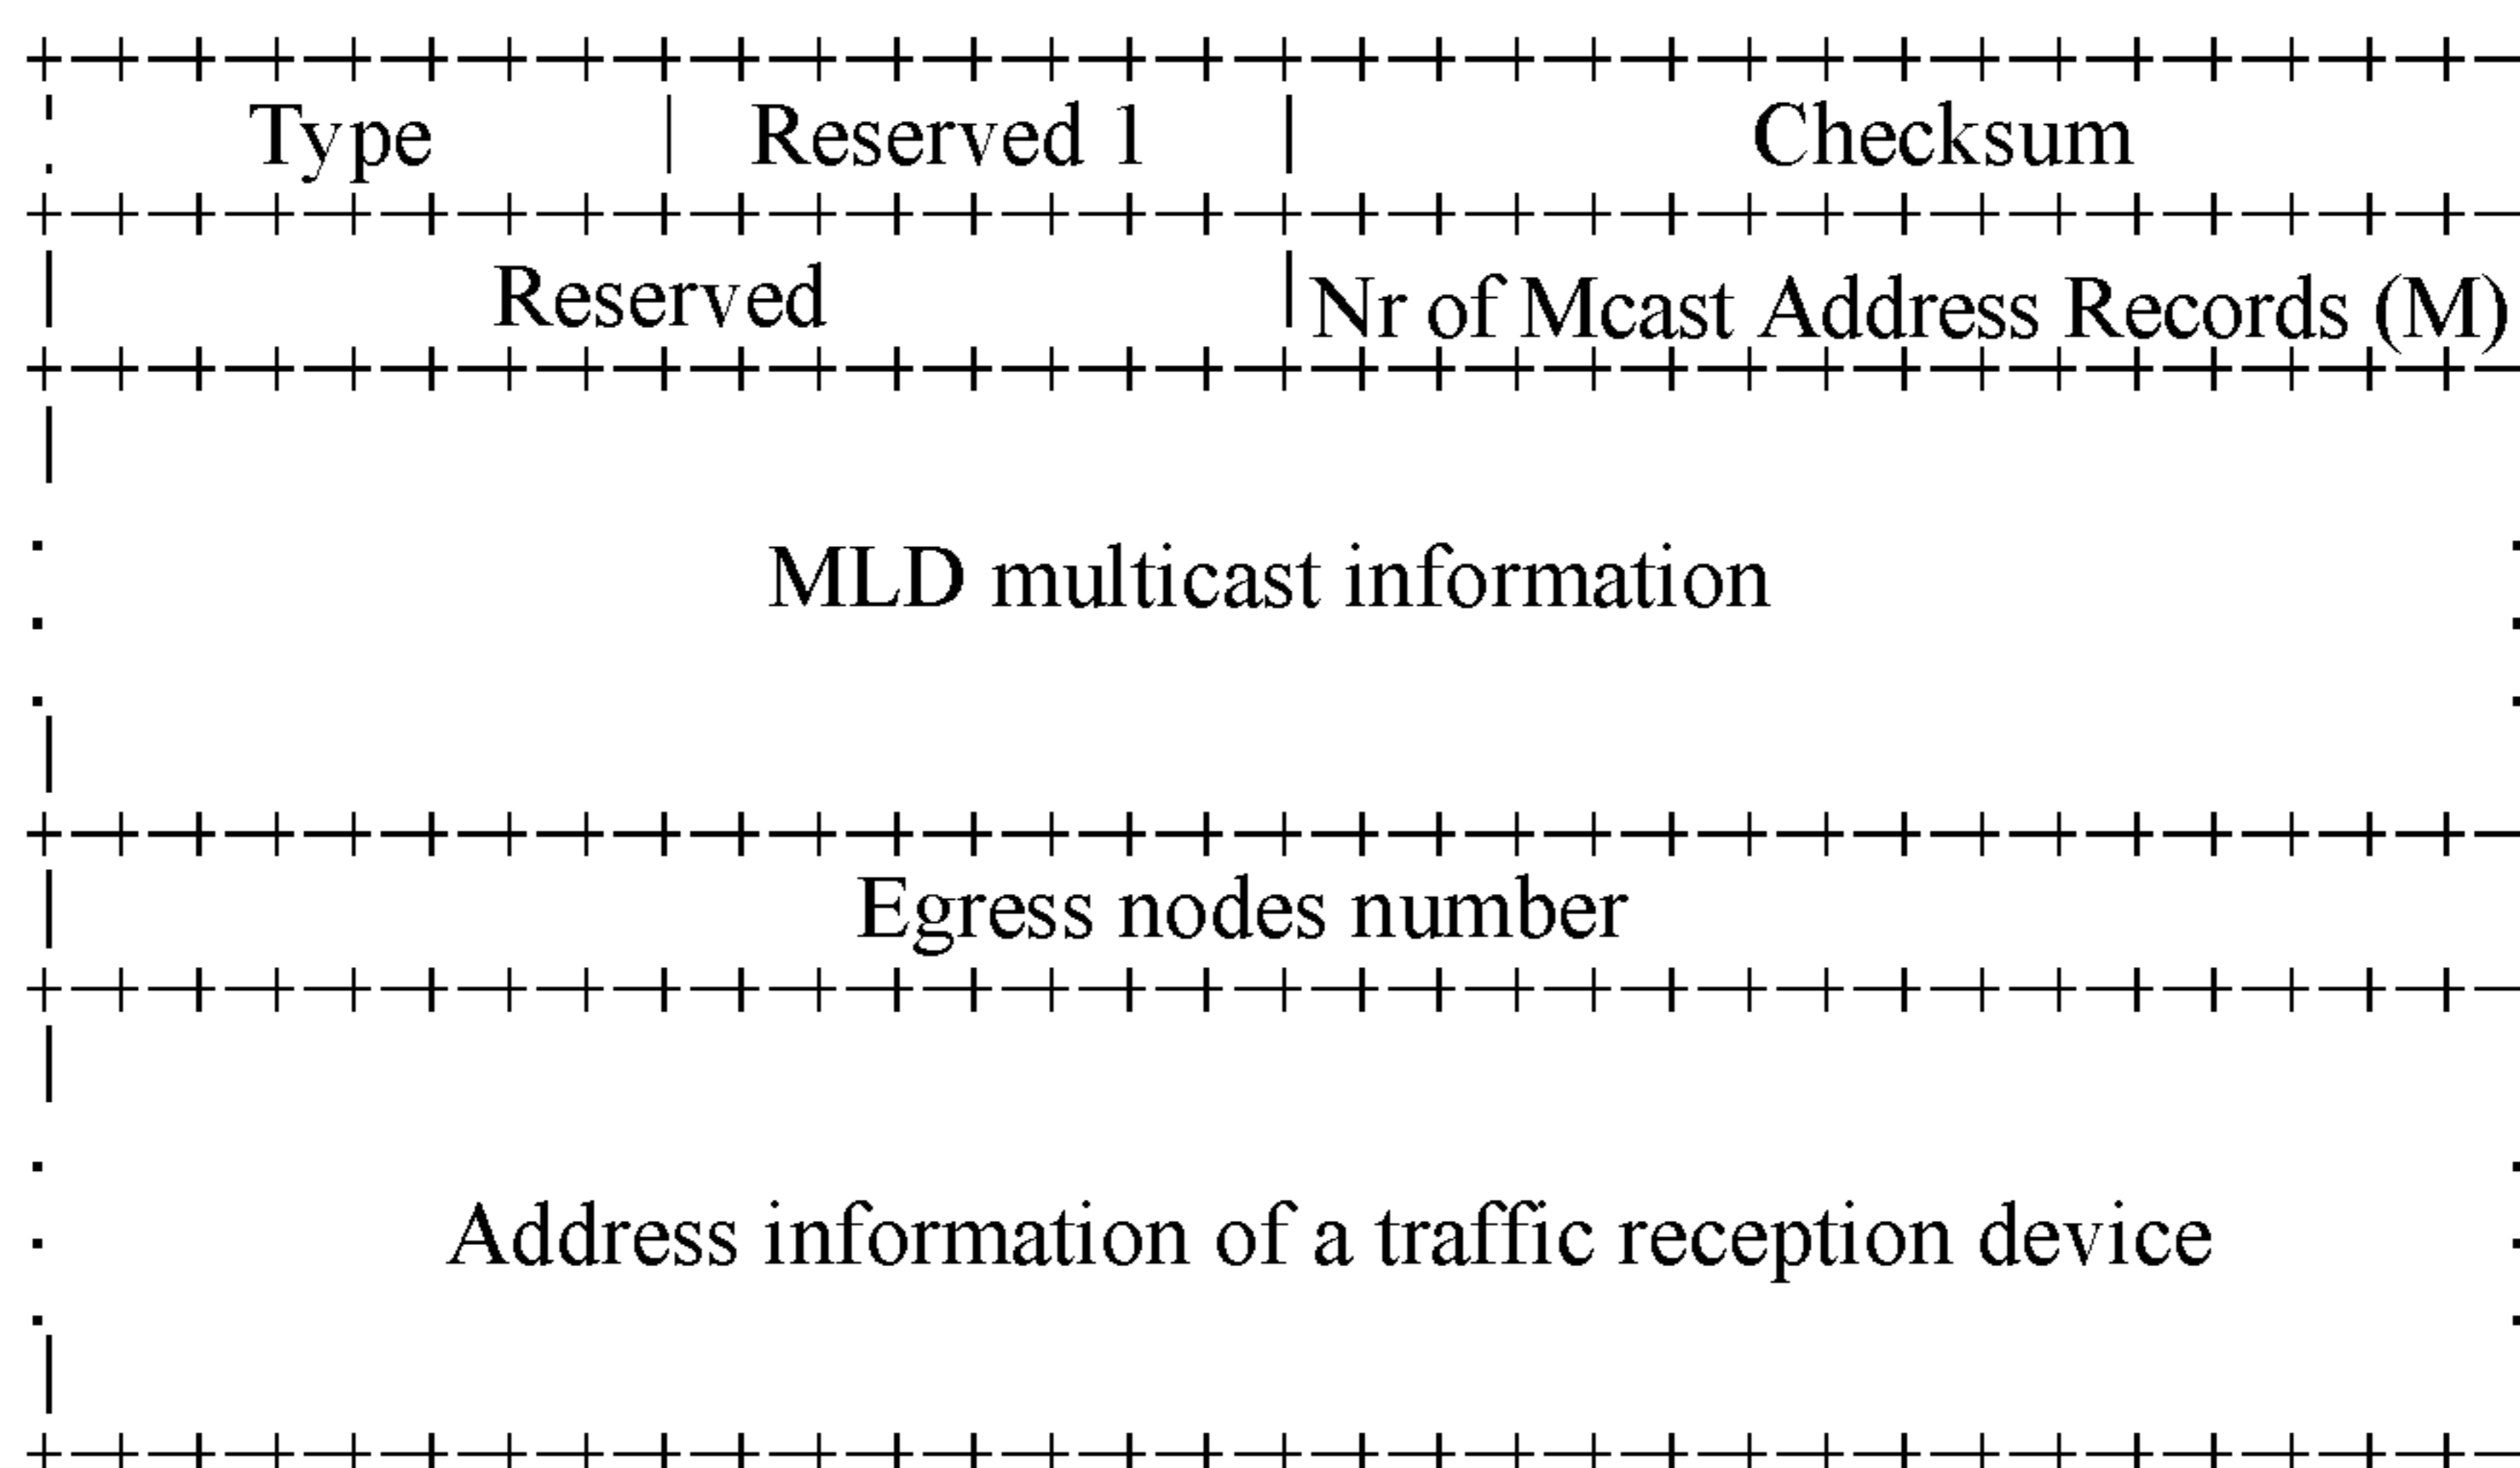 Type | Reserved 1 | Checksum
Reserved | Nr of Mcast Address Records (M)
MLD multicast information
Egress nodes number
Address information of a traffic reception device